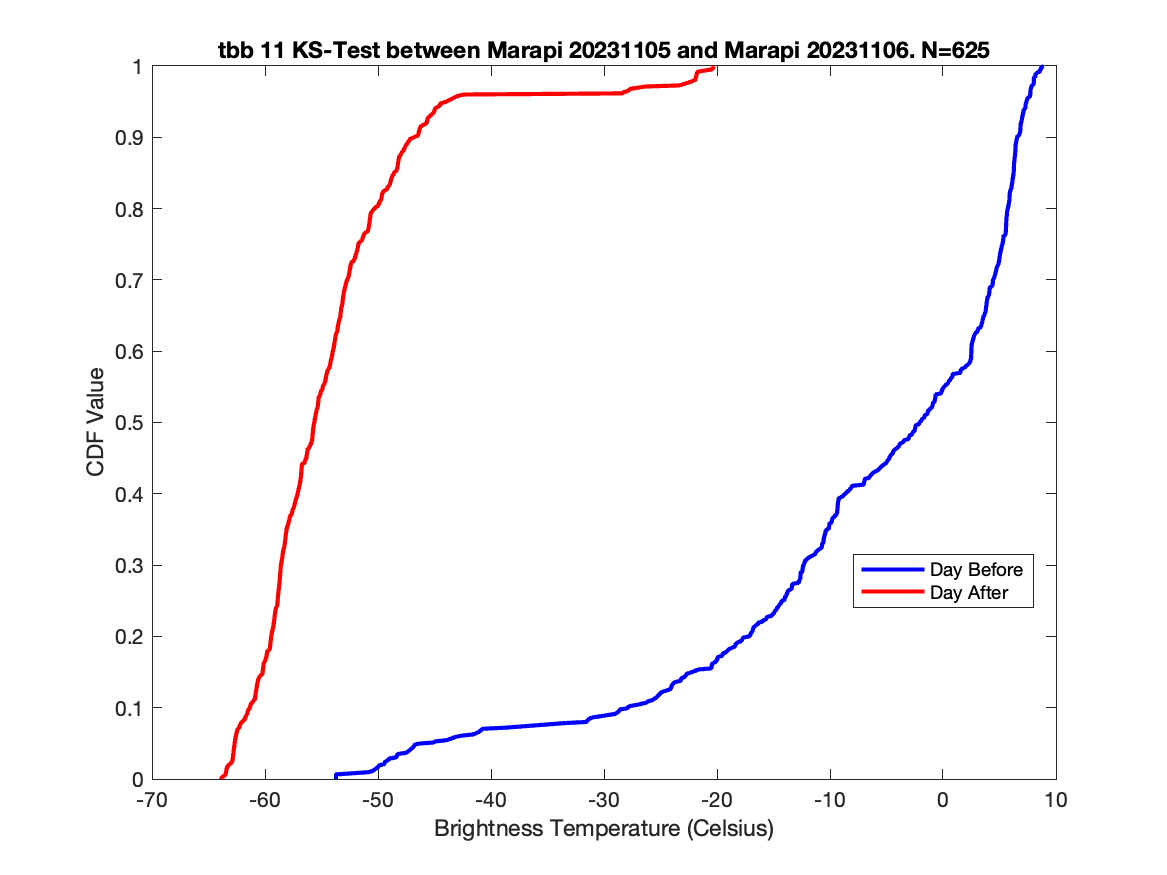 tbb 11 KS-Test between Marapi 20231105 and Marapi 20231106. N=625
1
0.9
0.8
0.7
0.6
0.5
0.4
0.3
0.2
0.1
0
CDF Value
Day Before
Day After
-70 -60 -50 -40 -30 -20 -10 0 10
Brightness Temperature (Celsius)